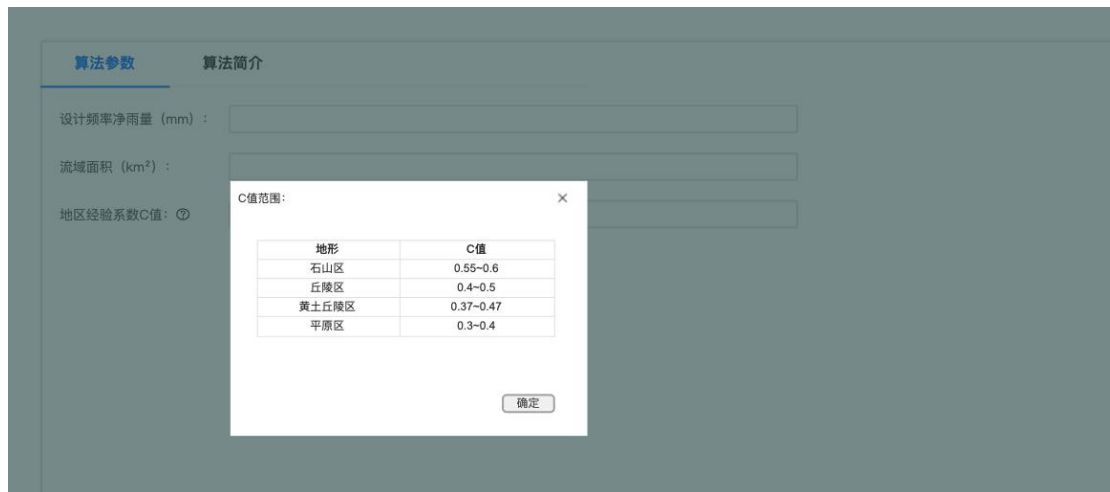 算法参数 算法简介
设计频率净雨量（mm）:
流域面积（km²）:
地区经验系数C值: ?
C值范围: ×
地形 C值
石山区 0.55~0.6
丘陵区 0.4~0.5
黄土丘陵区 0.37~0.47
平原区 0.3~0.4
确定